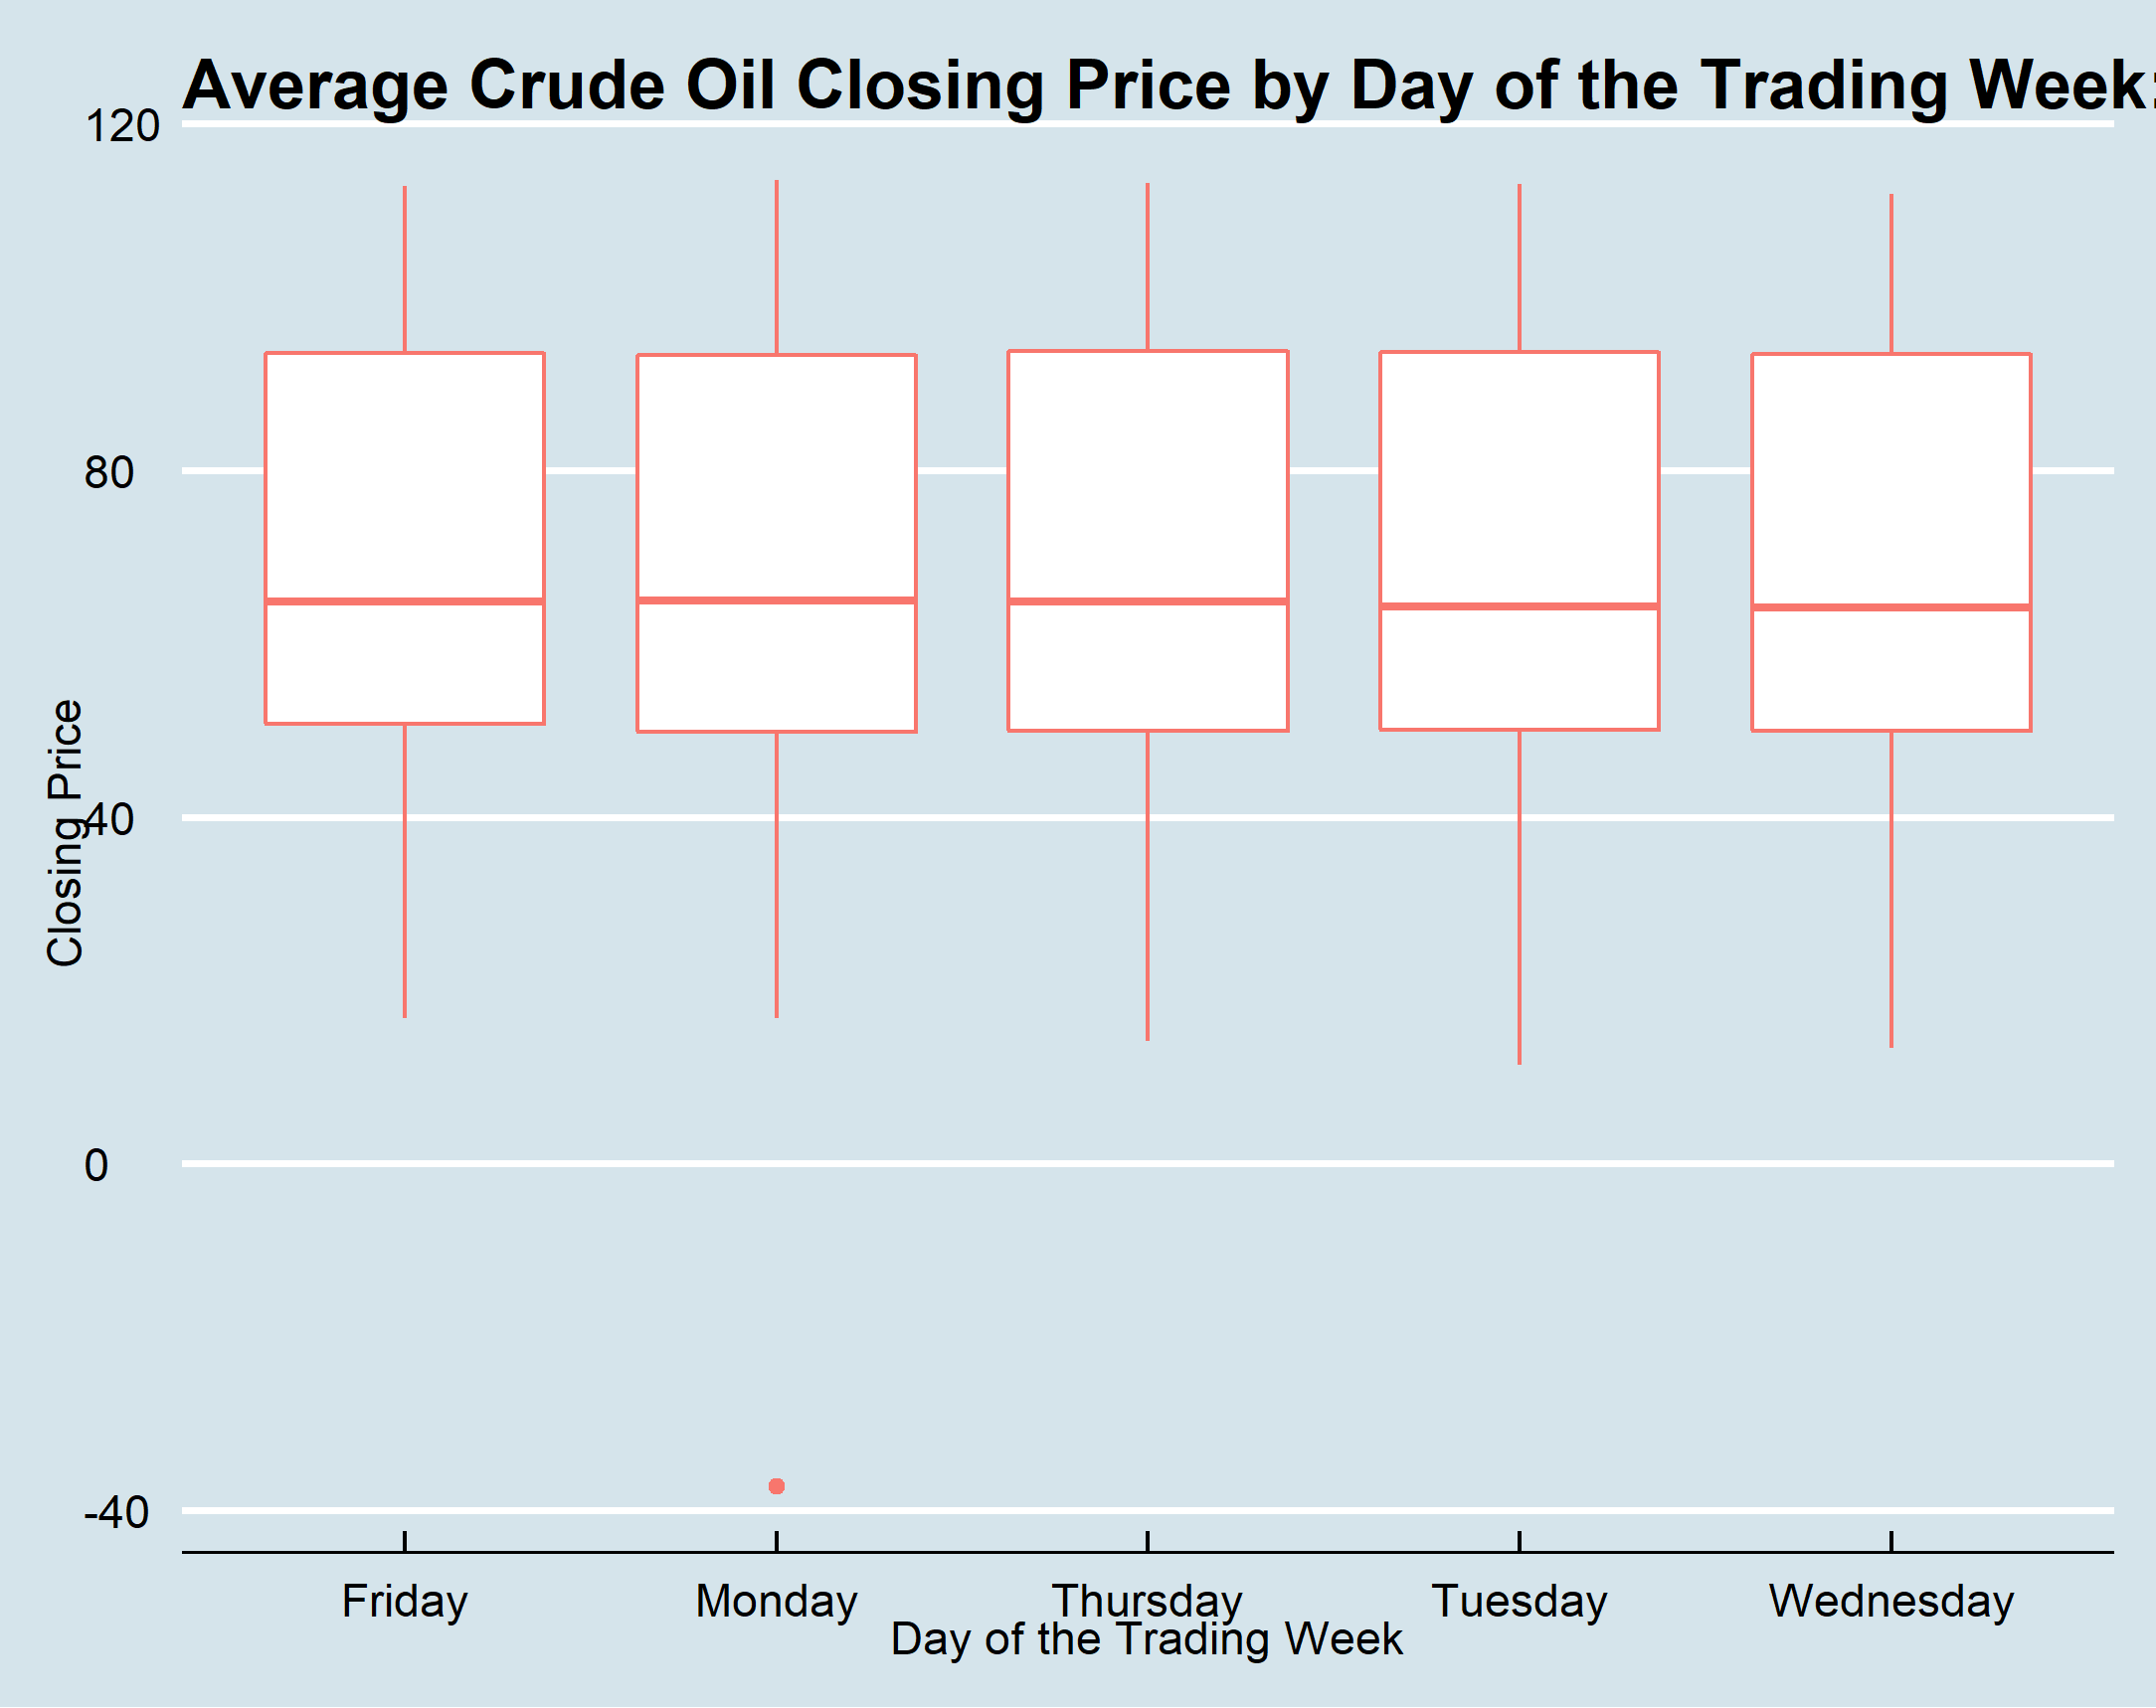 Average Crude Oil Closing Price by Day of the Trading Week:
120
80
40
0
-40
Closing Price
Friday Monday Thursday Tuesday Wednesday
Day of the Trading Week